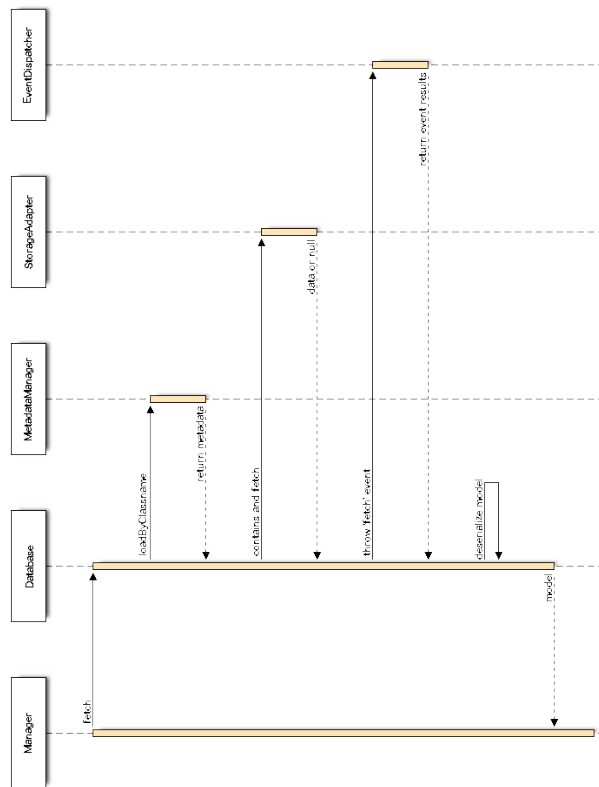 Manager
Database
MetadataManager
StorageAdapter
EventDispatcher
fetch
loadByClassname
return metadata
contains and fetch
data or null
throw 'fetch' event
return event results
deserialize model
model